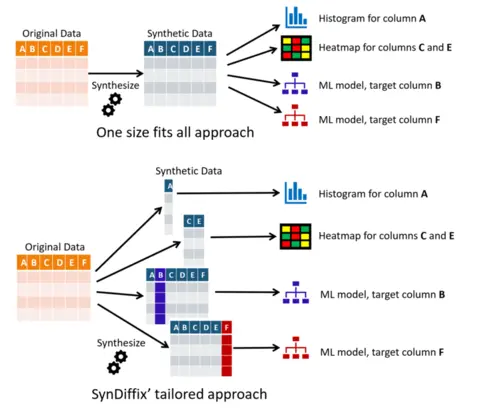 Original Data
Synthetic Data
A B C D E F
A B C D E F
Synthesize
Histogram for column A
Heatmap for columns C and E
ML model, target column B
ML model, target column F
One size fits all approach
Synthetic Data
A
Histogram for column A
C E
Heatmap for columns C and E
Original Data
A B C D E F
A B C D E F
ML model, target column B
A B C D E F
ML model, target column F
Synthesize
SynDiffix' tailored approach